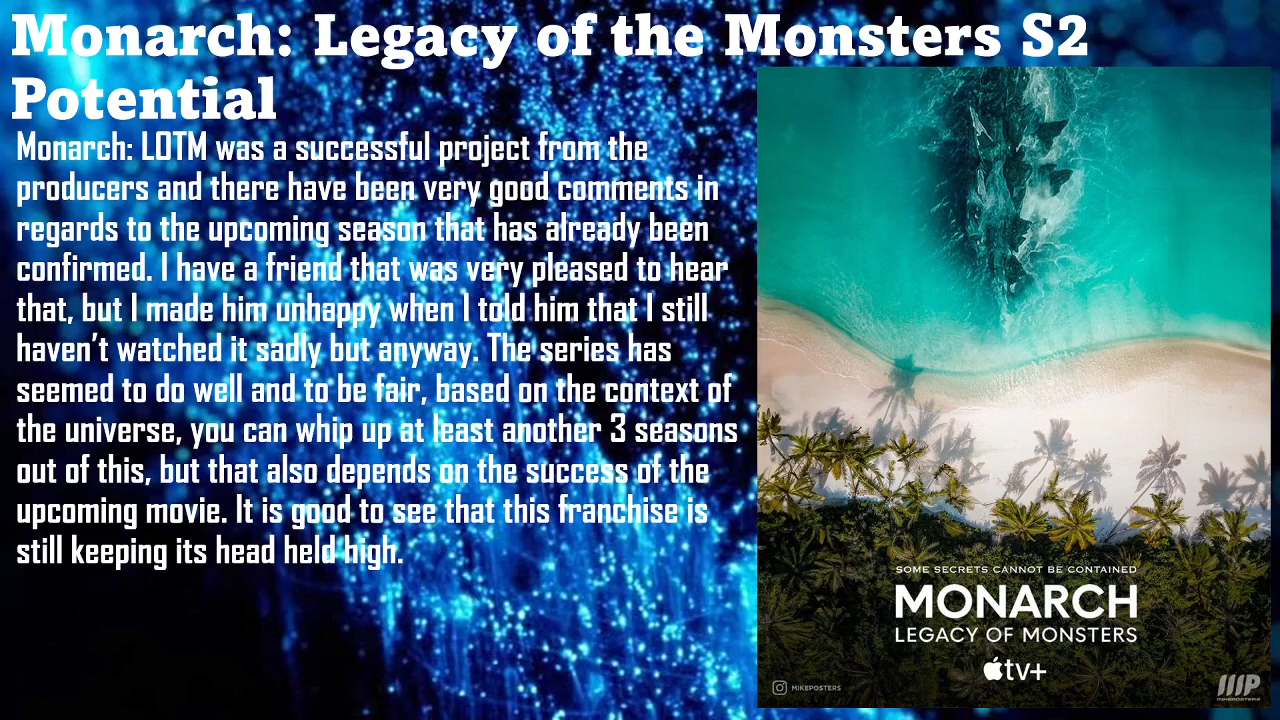 Monarch: Legacy of the Monsters S2
Potential
Monarch: LOTM was a successful project from the
producers and there have been very good comments in
regards to the upcoming season that has already been
confirmed. I have a friend that was very pleased to hear
that, but I made him unhappy when I told him that I still
haven't watched it sadly but anyway. The series has
seemed to do well and to be fair, based on the context of
the universe, you can whip up at least another 3 seasons
out of this, but that also depends on the success of the
upcoming movie. It is good to see that this franchise is
still keeping its head held high.
SOME SECRETS CANNOT BE CONTAINED
MONARCH
LEGACY OF MONSTERS
tv+
MIKEPOSTERS
MIKEPOSTERS